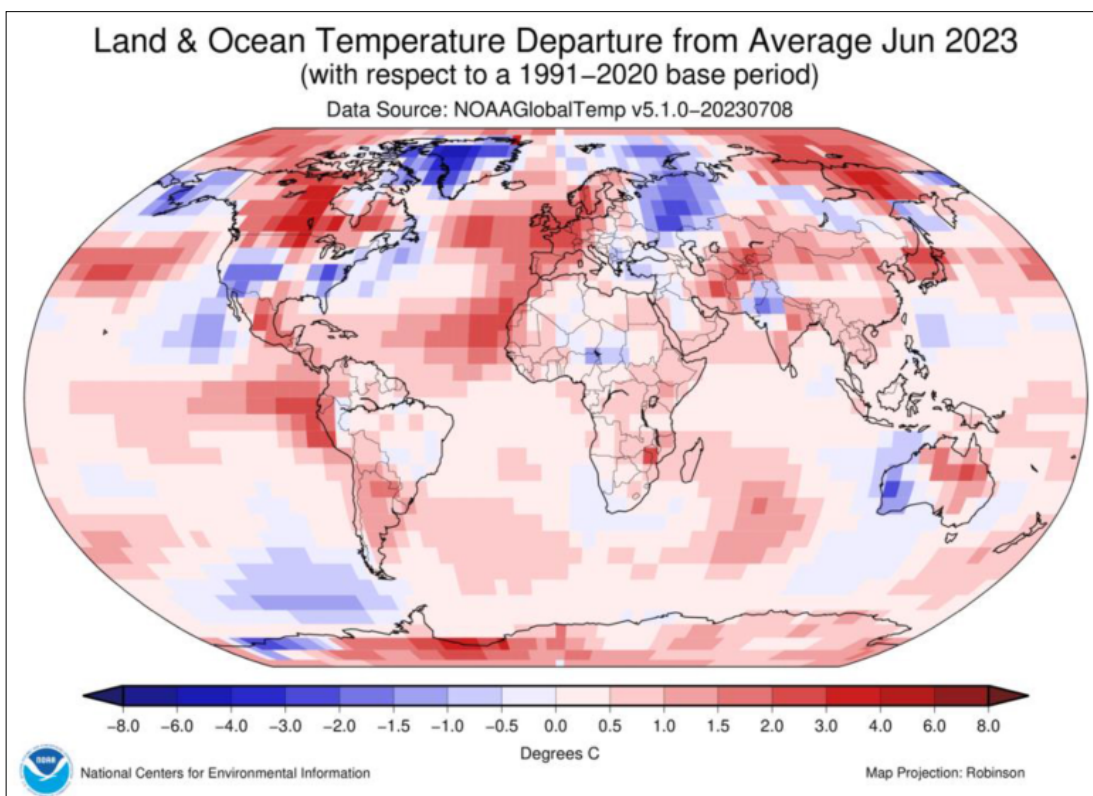 Land & Ocean Temperature Departure from Average Jun 2023
(with respect to a 1991–2020 base period)
Data Source: NOAAGlobalTemp v5.1.0–20230708
−8.0 −6.0 −4.0 −3.0 −2.0 −1.5 −1.0 −0.5 0.0 0.5 1.0 1.5 2.0 3.0 4.0 6.0 8.0
Degrees C
NOAA
National Centers for Environmental Information
Map Projection: Robinson